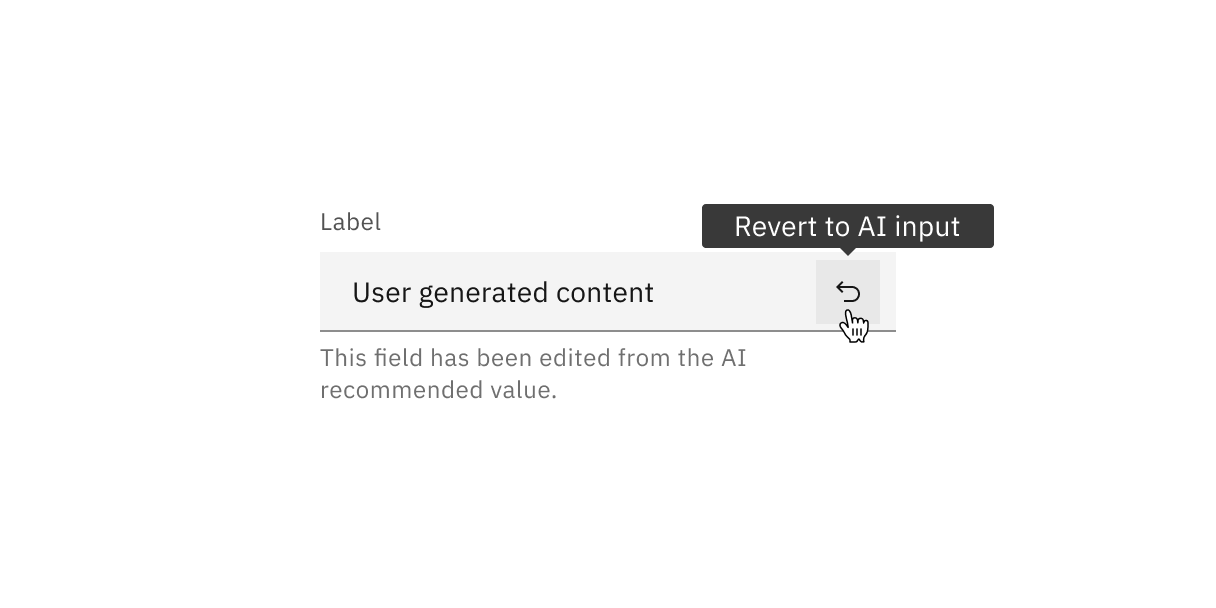 Label
Revert to AI input
User generated content
This field has been edited from the AI
recommended value.